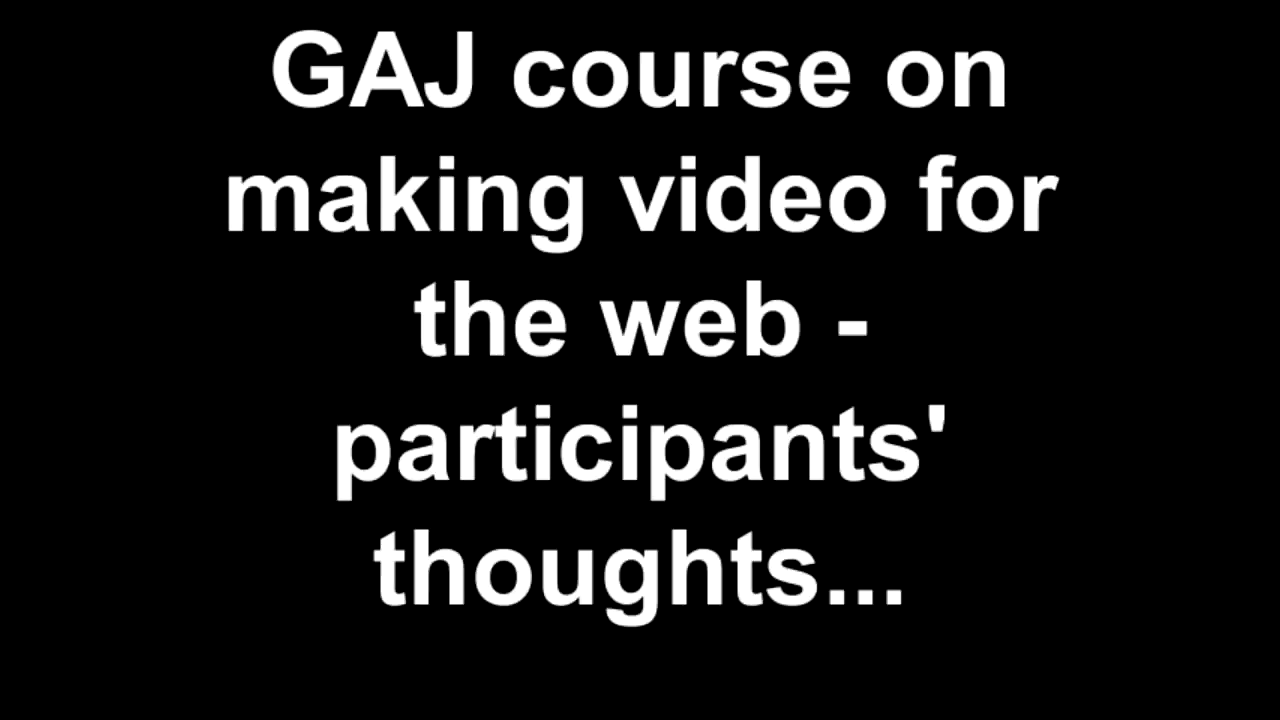 GAJ course on
making video for
the web -
participants'
thoughts...